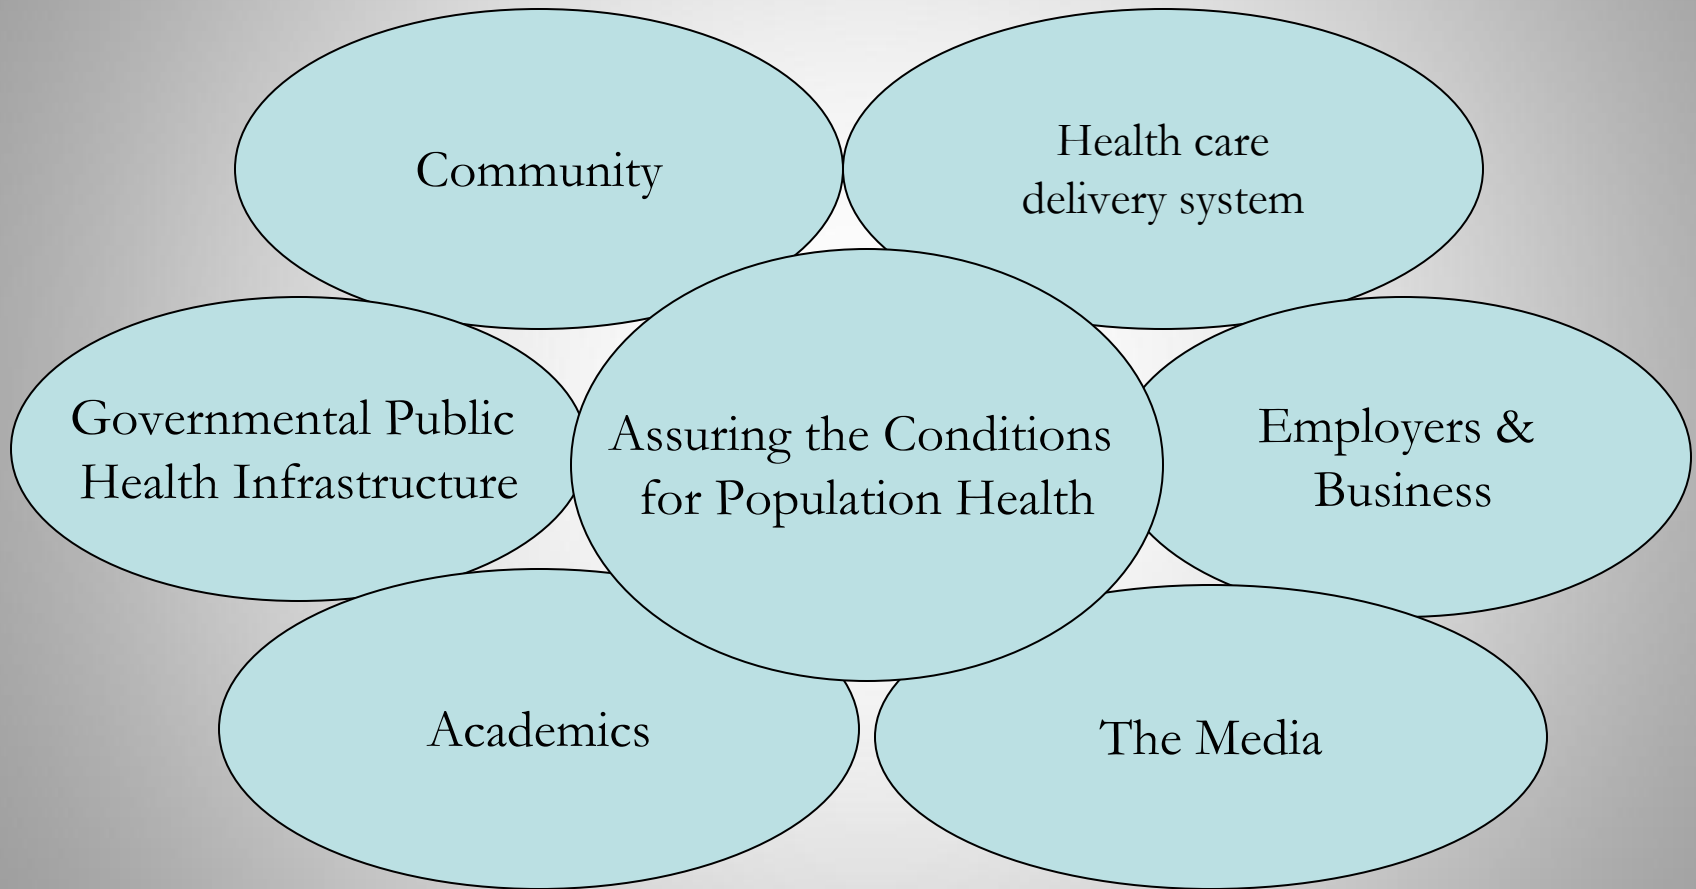 Community
Health care
delivery system
Governmental Public
Health Infrastructure
Assuring the Conditions
for Population Health
Employers &
Business
Academics
The Media